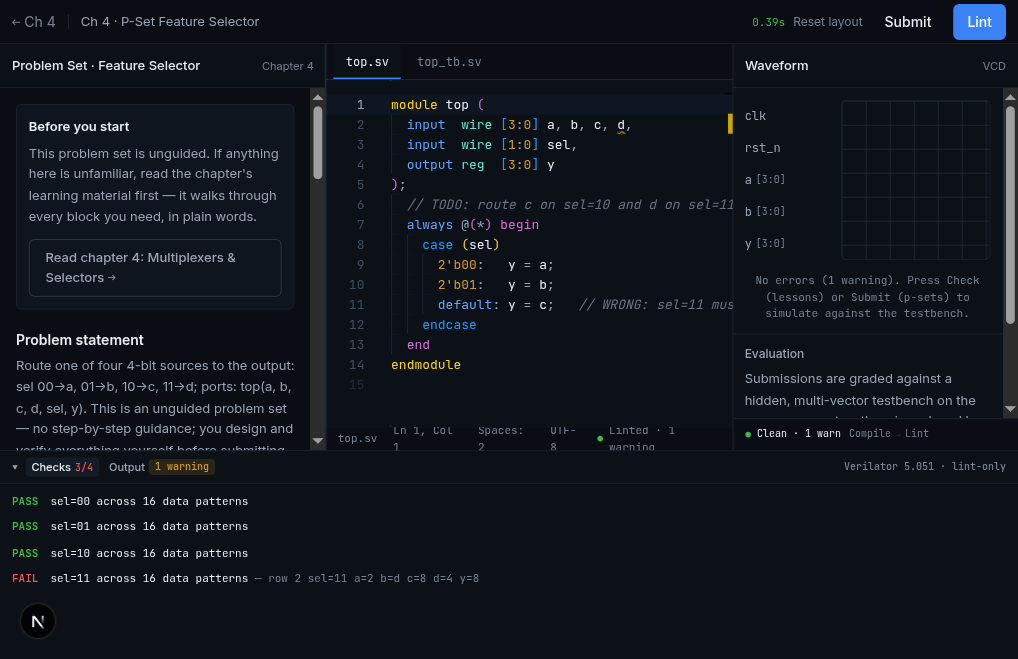 ← Ch 4
Ch 4 · P-Set Feature Selector
0.39s Reset layout Submit Lint
Problem Set · Feature Selector
Chapter 4
Before you start
This problem set is unguided. If anything
here is unfamiliar, read the chapter's
learning material first — it walks through
every block you need, in plain words.
Read chapter 4: Multiplexers &
Selectors →
Problem statement
Route one of four 4-bit sources to the output:
sel 00→a, 01→b, 10→c, 11→d; ports: top(a, b,
c, d, sel, y). This is an unguided problem set
— no step-by-step guidance; you design and
verify everything yourself before submitting.
top.sv top_tb.sv
1 module top (
2 input wire [3:0] a, b, c, d,
3 input wire [1:0] sel,
4 output reg [3:0] y
5 );
6 // TODO: route c on sel=10 and d on sel=11
7 always @(*) begin
8 case (sel)
9 2'b00: y = a;
10 2'b01: y = b;
11 default: y = c; // WRONG: sel=11 mus
12 endcase
13 end
14 endmodule
15
top.sv
Ln 1, Col
1
Spaces:
2
UTF-
8
Linted · 1
warning
Waveform
VCD
clk
rst_n
a [3:0]
b [3:0]
y [3:0]
No errors (1 warning). Press Check
(lessons) or Submit (p-sets) to
simulate against the testbench.
Evaluation
Submissions are graded against a
hidden, multi-vector testbench on the
Clean · 1 warn Compile · Lint
▾ Checks 3/4 Output 1 warning
Verilator 5.051 · lint-only
PASS sel=00 across 16 data patterns
PASS sel=01 across 16 data patterns
PASS sel=10 across 16 data patterns
FAIL sel=11 across 16 data patterns — row 2 sel=11 a=2 b=d c=8 d=4 y=8
N